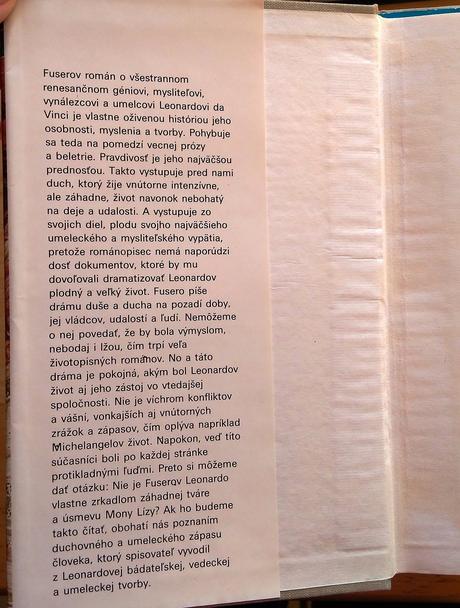 Fuserov román o všestrannom
renesančnom géniovi, mysliteľovi,
vynálezcovi a umelcovi Leonardovi da
Vinci je vlastne oživenou históriou jeho
osobnosti, myslenia a tvorby. Pohybuje
sa teda na pomedzí vecnej prózy
a beletrie. Pravdivosť je jeho najväčšou
prednosťou. Takto vystupuje pred nami
duch, ktorý žije vnútorne intenzívne,
ale záhadne, život navonok nebohatý
na deje a udalosti. A vystupuje zo
svojich diel, plodu svojho najväčšieho
umeleckého a mysliteľského vypätia,
pretože románopisec nemá naporúdzi
dosť dokumentov, ktoré by mu
dovoľovali dramatizovať Leonardov
plodný a veľký život. Fusero píše
drámu duše a ducha na pozadí doby,
jej vládcov, udalostí a ľudí. Nemôžeme
o nej povedať, že by bola výmyslom,
nebodaj i lžou, čím trpí veľa
životopisných románov. No a táto
dráma je pokojná, akým bol Leonardov
život aj jeho zástoj vo vtedajšej
spoločnosti. Nie je víchrom konfliktov
a vášní, vonkajších aj vnútorných
zrážok a zápasov, čím oplýva napríklad
Michelangelov život. Napokon, veď títo
súčasníci boli po každej stránke
protikladnými ľuďmi. Preto si môžeme
dať otázku: Nie je Fuserov Leonardo
vlastne zrkadlom záhadnej tváre
a úsmevu Mony Lízy? Ak ho budeme
takto čítať, obohatí nás poznaním
duchovného a umeleckého zápasu
človeka, ktorý spisovateľ vyvodil
z Leonardovej bádateľskej, vedeckej
a umeleckej tvorby.